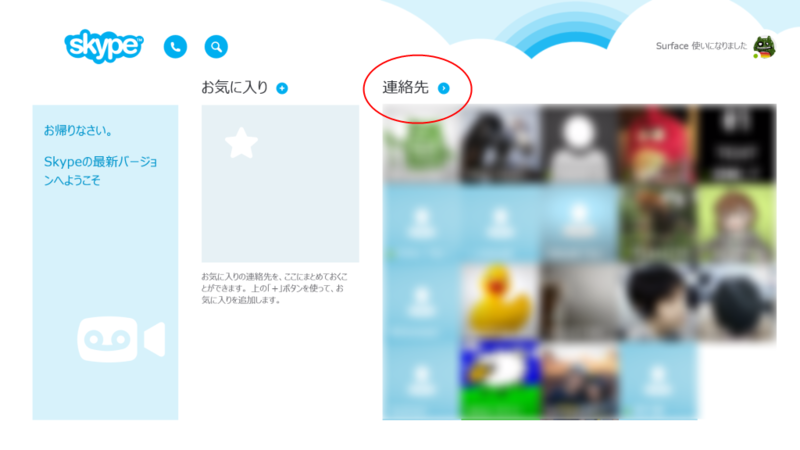 skype
Surface 使いになりました
お気に入り
連絡先
お帰りなさい。
Skypeの最新バージョ
ンへようこそ
お気に入りの連絡先を、ここにまとめておくこ
とができます。 上の「+」ボタンを使って、お
気に入りを追加します。